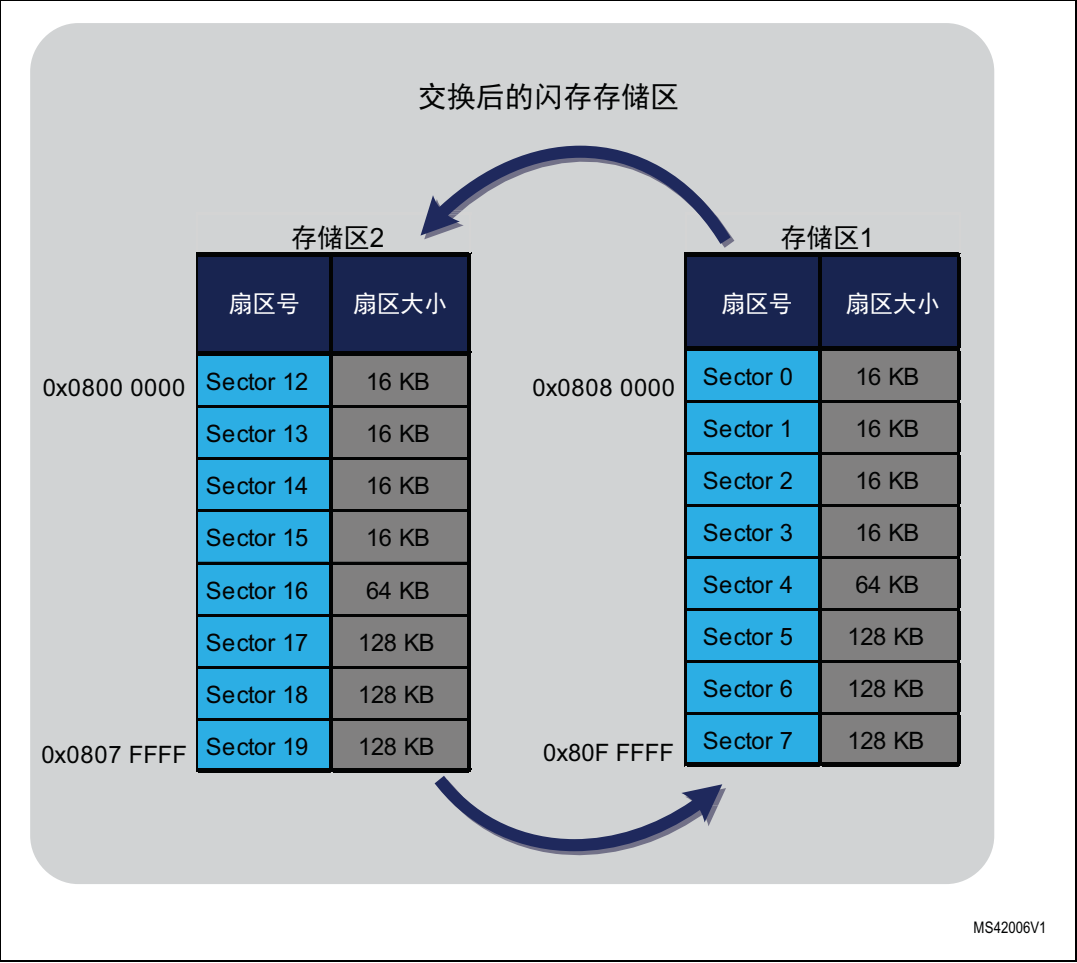 交换后的闪存存储区
存储区2
扇区号 扇区大小
0x0800 0000 Sector 12 16 KB
Sector 13 16 KB
Sector 14 16 KB
Sector 15 16 KB
Sector 16 64 KB
Sector 17 128 KB
Sector 18 128 KB
0x0807 FFFF Sector 19 128 KB
存储区1
扇区号 扇区大小
0x0808 0000 Sector 0 16 KB
Sector 1 16 KB
Sector 2 16 KB
Sector 3 16 KB
Sector 4 64 KB
Sector 5 128 KB
Sector 6 128 KB
0x80F FFFF Sector 7 128 KB
MS42006V1